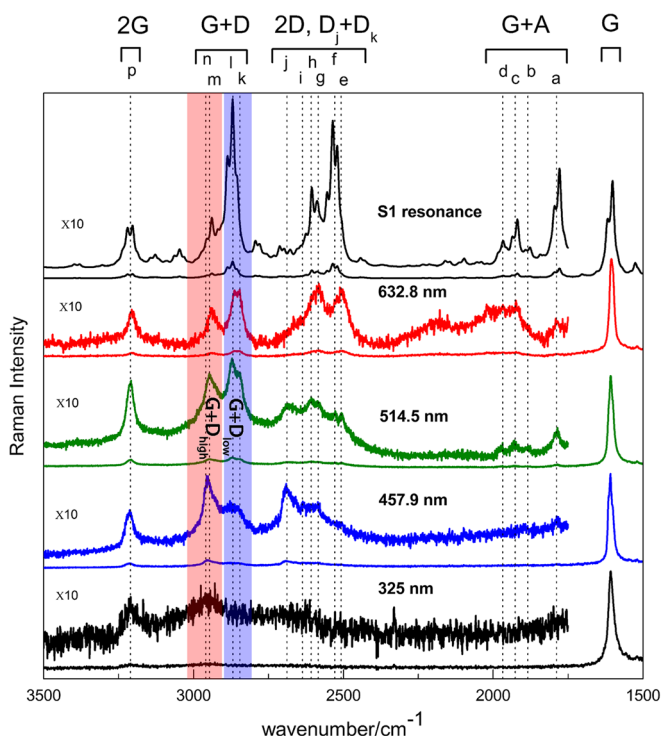 2G G+D 2D, Dj+Dk G+A G
p n m l k j i h g f e d c b a
X10 S1 resonance
X10 632.8 nm
X10 514.5 nm
G+Dhigh G+Dlow
X10 457.9 nm
X10 325 nm
3500 3000 2500 2000 1500
wavenumber/cm-1
Raman Intensity